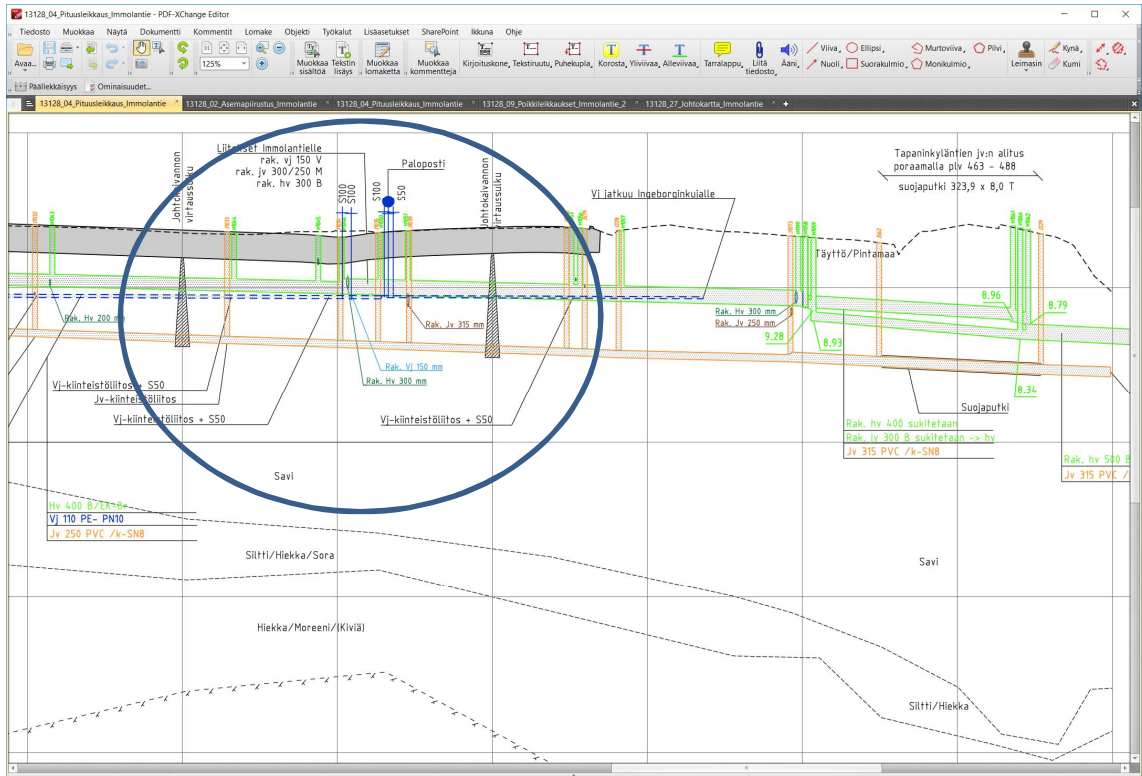 13128_04_Pituusleikkaus_Immolantie - PDF-XChange Editor
Tiedosto Muokkaa Näytä Dokumentti Kommentit Lomake Objekti Työkalut Lisäasetukset SharePoint Ikkuna Ohje
Avaa...
125%
Muokkaa sisältöä
Tekstin lisäys
Muokkaa lomaketta
Muokkaa kommentteja
Kirjoituskone, Tekstiruutu, Puhekupla,
Korosta, Yliviivaa, Alleviivaa,
Tarralappu,
Liitä tiedosto,
Ääni,
Viiva, Ellipsi, Murtoviiva, Pilvi,
Nuoli, Suorakulmio, Monikulmio,
Leimasin
Kynä,
Kumi
Päällekkäisyys Ominaisuudet...
13128_04_Pituusleikkaus_Immolantie 13128_02_Asemapiirustus_Immolantie 13128_04_Pituusleikkaus_Immolantie 13128_09_Poikkileikkaukset_Immolantie_2 13128_27_Johtokartta_Immolantie
Liitokset Immolantielle
rak. vj 150 V
rak. jv 300/250 M
rak. hv 300 B
Johtokaivannon
virtaussulku
S100
S100
S100
S50
Paloposti
Johtokaivannon
virtaussulku
Vj jatkuu Ingeborginkujalle
Tapaninkyläntien jv:n alitus
poraamalla plv 463 - 488
suojaputki 323,9 x 8,0 T
Täyttö/Pintamaa
8.96
8.79
Rak. Hv 200 mm
Rak. Jv 315 mm
Rak. Hv 300 mm
Rak. Jv 250 mm
9.28
8.93
Rak. Vj 150 mm
Rak. Hv 300 mm
8.34
Vj-kiinteistöliitos + S50
Jv-kiinteistöliitos
Vj-kiinteistöliitos + S50
Vj-kiinteistöliitos + S50
Suojaputki
Rak. hv 400 sukitetaan
Rak. jv 300 B sukitetaan -> hv
Jv 315 PVC /k-SN8
Rak. hv 500 B
Jv 315 PVC /
Savi
Hv 400 B/EK-Br
Vj 110 PE- PN10
Jv 250 PVC /k-SN8
Siltti/Hiekka/Sora
Savi
Hiekka/Moreeni/(Kiviä)
Siltti/Hiekka